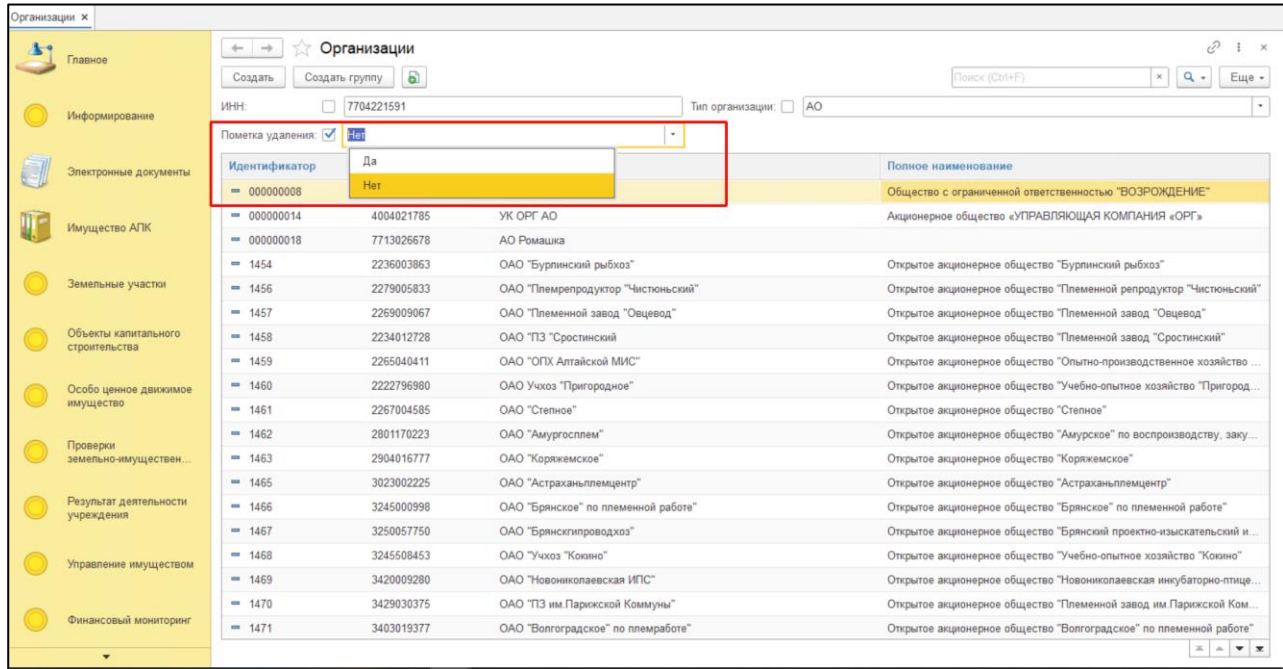 Организации ×
Главное
Информирование
Электронные документы
Имущество АПК
Земельные участки
Объекты капитального
строительства
Особо ценное движимое
имущество
Проверки
земельно-имуществен...
Результат деятельности
учреждения
Управление имуществом
Финансовый мониторинг
Организации
Создать Создать группу Поиск (Ctrl+F) × Еще
ИНН: 7704221591 Тип организации: АО
Пометка удаления: Нет
Да
Нет
Идентификатор Полное наименование
000000008 Общество с ограниченной ответственностью "ВОЗРОЖДЕНИЕ"
000000014 4004021785 УК ОРГ АО Акционерное общество «УПРАВЛЯЮЩАЯ КОМПАНИЯ «ОРГ»
000000018 7713026678 АО Ромашка
1454 2236003863 ОАО "Бурлинский рыбхоз" Открытое акционерное общество "Бурлинский рыбхоз"
1456 2279005833 ОАО "Племрепродуктор "Чистюньский" Открытое акционерное общество "Племенной репродуктор "Чистюньский"
1457 2269009067 ОАО "Племенной завод "Овцевод" Открытое акционерное общество "Племенной завод "Овцевод"
1458 2234012728 ОАО "ПЗ "Сростинский Открытое акционерное общество "Племенной завод "Сростинский"
1459 2265040411 ОАО "ОПХ Алтайской МИС" Открытое акционерное общество "Опытно-производственное хозяйство ...
1460 2222796980 ОАО Учхоз "Пригородное" Открытое акционерное общество "Учебно-опытное хозяйство "Пригород...
1461 2267004585 ОАО "Степное" Открытое акционерное общество "Степное"
1462 2801170223 ОАО "Амургосплем" Открытое акционерное общество "Амурское" по воспроизводству, заку...
1463 2904016777 ОАО "Коряжемское" Открытое акционерное общество "Коряжемское"
1465 3023002225 ОАО "Астраханьплемцентр" Открытое акционерное общество "Астраханьплемцентр"
1466 3245000998 ОАО "Брянское" по племенной работе" Открытое акционерное общество "Брянское" по племенной работе"
1467 3250057750 ОАО "Брянскгипроводхоз" Открытое акционерное общество "Брянский проектно-изыскательский и...
1468 3245508453 ОАО "Учхоз "Кокино" Открытое акционерное общество "Учебно-опытное хозяйство "Кокино"
1469 3420009280 ОАО "Новониколаевская ИПС" Открытое акционерное общество "Новониколаевская инкубаторно-птице...
1470 3429030375 ОАО "ПЗ им.Парижской Коммуны" Открытое акционерное общество "Племенной завод им.Парижской Ком...
1471 3403019377 ОАО "Волгоградское" по племработе" Открытое акционерное общество "Волгоградское" по племенной работе"